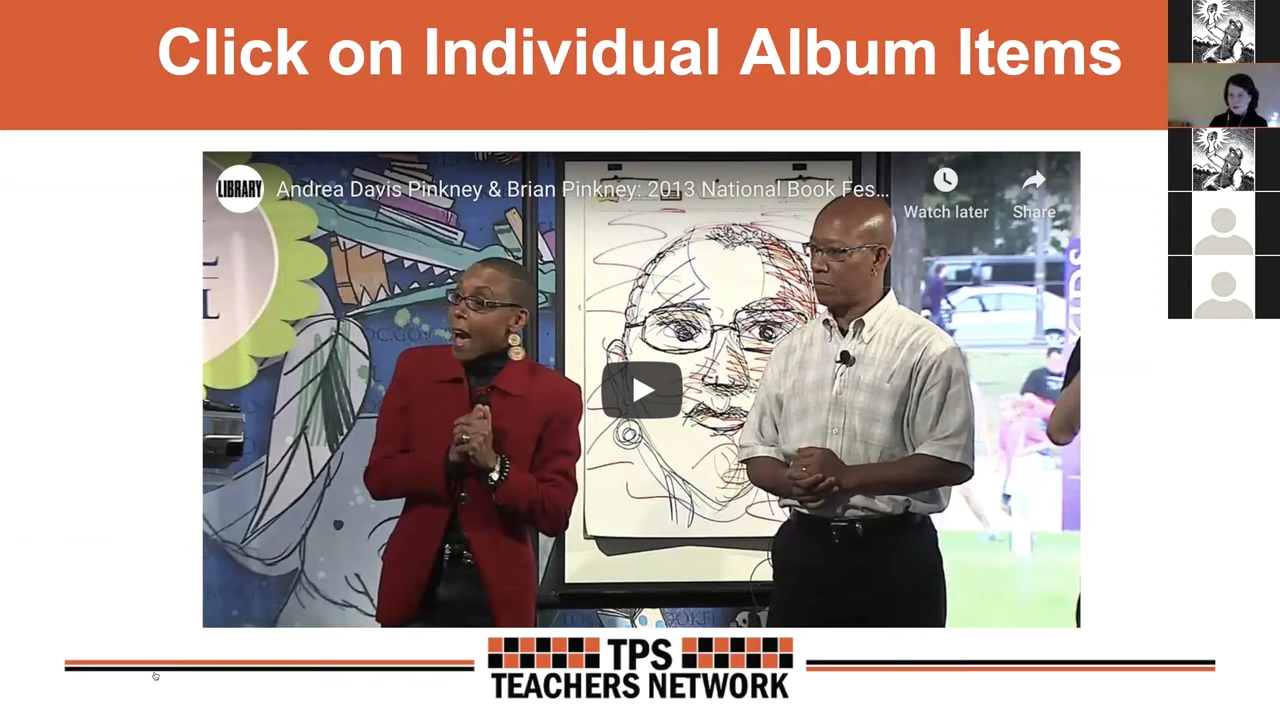 Click on Individual Album Items
LIBRARY
Andrea Davis Pinkney & Brian Pinkney: 2013 National Book Fes...
Watch later
Share
KIDS
TPS
TEACHERS NETWORK